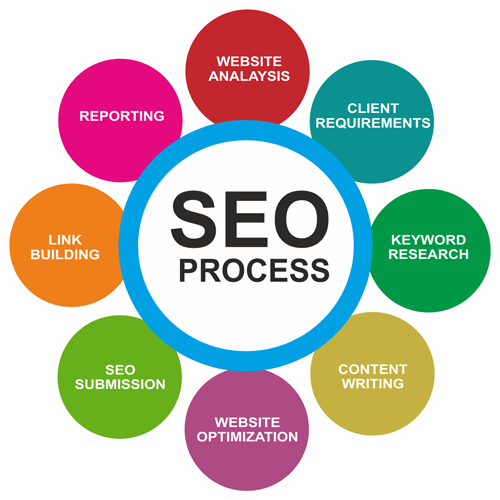 SEO
PROCESS
WEBSITE
ANALAYSIS
CLIENT
REQUIREMENTS
KEYWORD
RESEARCH
CONTENT
WRITING
WEBSITE
OPTIMIZATION
SEO
SUBMISSION
LINK
BUILDING
REPORTING